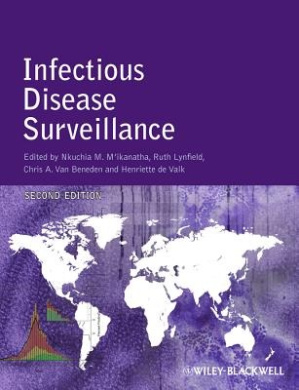 Infectious
Disease
Surveillance
Edited by Nkuchia M. M'ikanatha, Ruth Lynfield,
Chris A. Van Beneden and Henriette de Valk
SECOND EDITION
WILEY-BLACKWELL